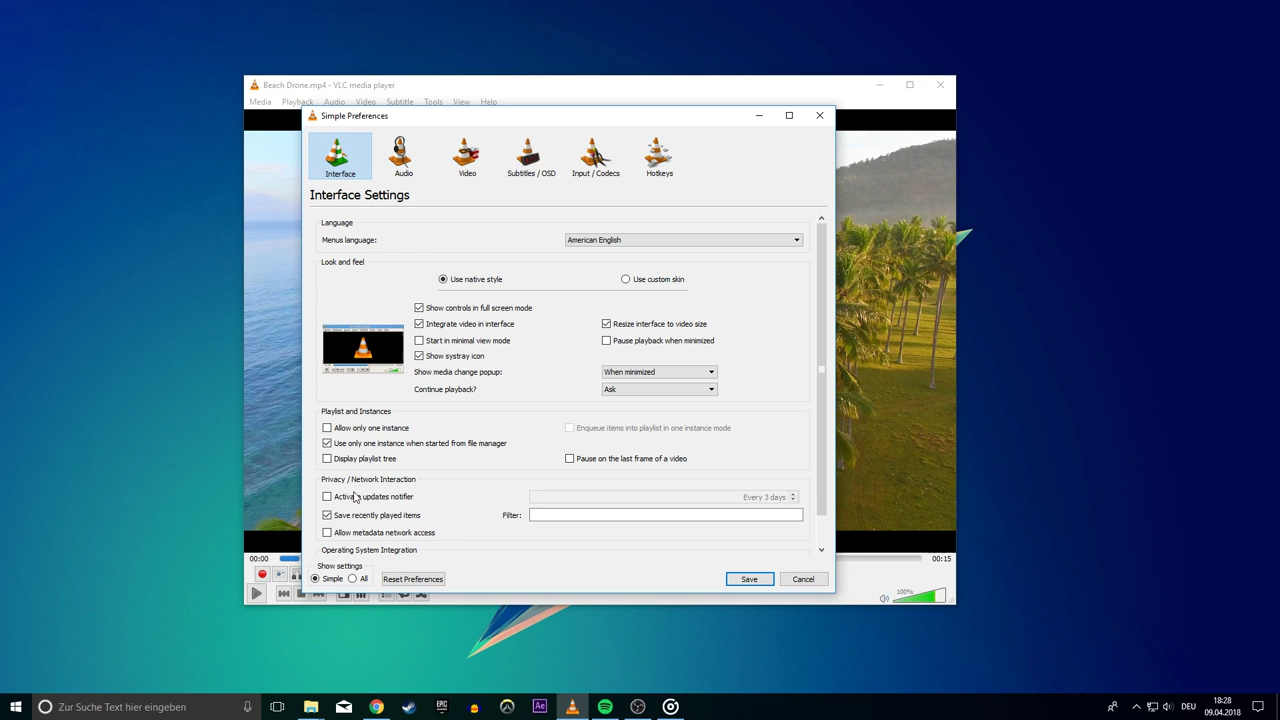 Beach Drone.mp4 - VLC media player
Media Playback Audio Video Subtitle Tools View Help
Simple Preferences
Interface Audio Video Subtitles / OSD Input / Codecs Hotkeys
Interface Settings
Language
Menus language: American English
Look and feel
Use native style Use custom skin
Show controls in full screen mode
Integrate video in interface Resize interface to video size
Start in minimal view mode Pause playback when minimized
Show systray icon
Show media change popup: When minimized
Continue playback? Ask
Playlist and Instances
Allow only one instance Enqueue items into playlist in one instance mode
Use only one instance when started from file manager
Display playlist tree Pause on the last frame of a video
Privacy / Network Interaction
Activate updates notifier Every 3 days
Save recently played items Filter:
Allow metadata network access
Operating System Integration
00:00 00:15
Show settings
Simple All Reset Preferences Save Cancel
100%
Zur Suche Text hier eingeben
EPIC GAMES
Ae
DEU
18:28
09.04.2018